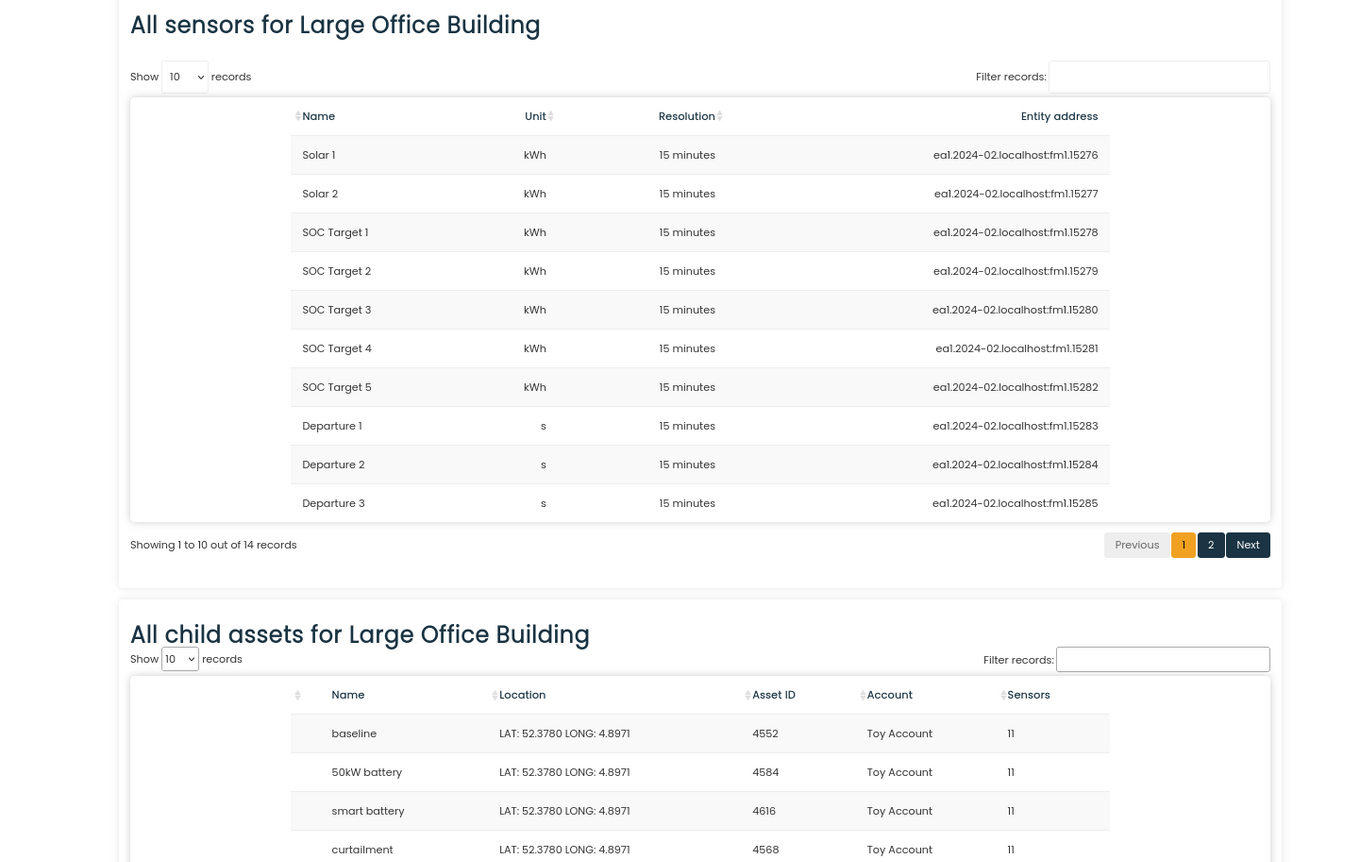 All sensors for Large Office Building
Show 10 records Filter records:
Name Unit Resolution Entity address
Solar 1 kWh 15 minutes ea1.2024-02.localhost:fm1.15276
Solar 2 kWh 15 minutes ea1.2024-02.localhost:fm1.15277
SOC Target 1 kWh 15 minutes ea1.2024-02.localhost:fm1.15278
SOC Target 2 kWh 15 minutes ea1.2024-02.localhost:fm1.15279
SOC Target 3 kWh 15 minutes ea1.2024-02.localhost:fm1.15280
SOC Target 4 kWh 15 minutes ea1.2024-02.localhost:fm1.15281
SOC Target 5 kWh 15 minutes ea1.2024-02.localhost:fm1.15282
Departure 1 s 15 minutes ea1.2024-02.localhost:fm1.15283
Departure 2 s 15 minutes ea1.2024-02.localhost:fm1.15284
Departure 3 s 15 minutes ea1.2024-02.localhost:fm1.15285
Showing 1 to 10 out of 14 records Previous 1 2 Next
All child assets for Large Office Building
Show 10 records Filter records:
Name Location Asset ID Account Sensors
baseline LAT: 52.3780 LONG: 4.8971 4552 Toy Account 11
50kW battery LAT: 52.3780 LONG: 4.8971 4584 Toy Account 11
smart battery LAT: 52.3780 LONG: 4.8971 4616 Toy Account 11
curtailment LAT: 52.3780 LONG: 4.8971 4568 Toy Account 11